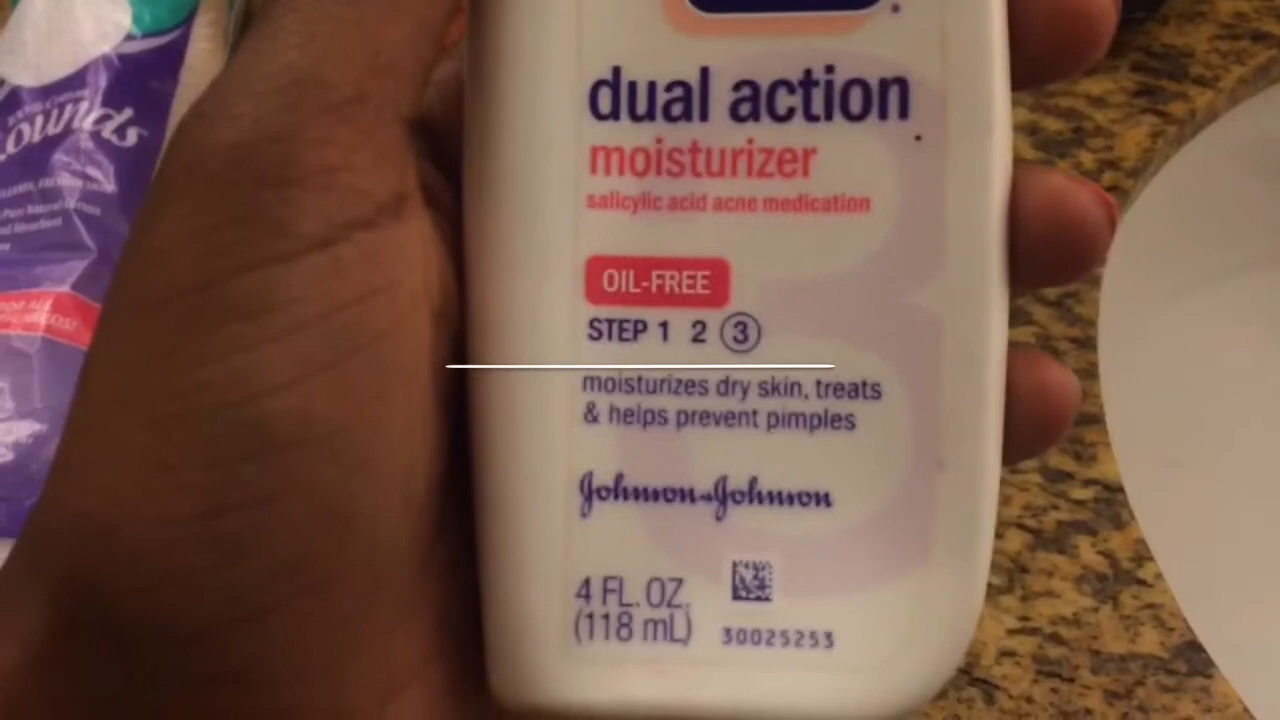 dual action
moisturizer
salicylic acid acne medication
OIL-FREE
STEP 1 2 3
moisturizes dry skin, treats
& helps prevent pimples
Johnson+Johnson
4 FL. OZ.
(118 mL)
30025253
ounds